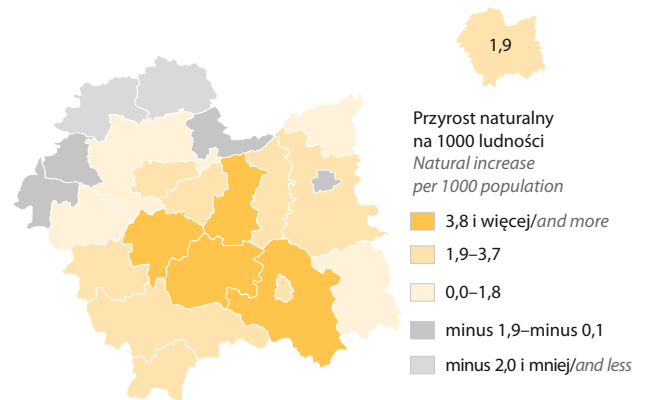 1,9
Przyrost naturalny
na 1000 ludności
Natural increase
per 1000 population
3,8 i więcej/and more
1,9–3,7
0,0–1,8
minus 1,9–minus 0,1
minus 2,0 i mniej/and less